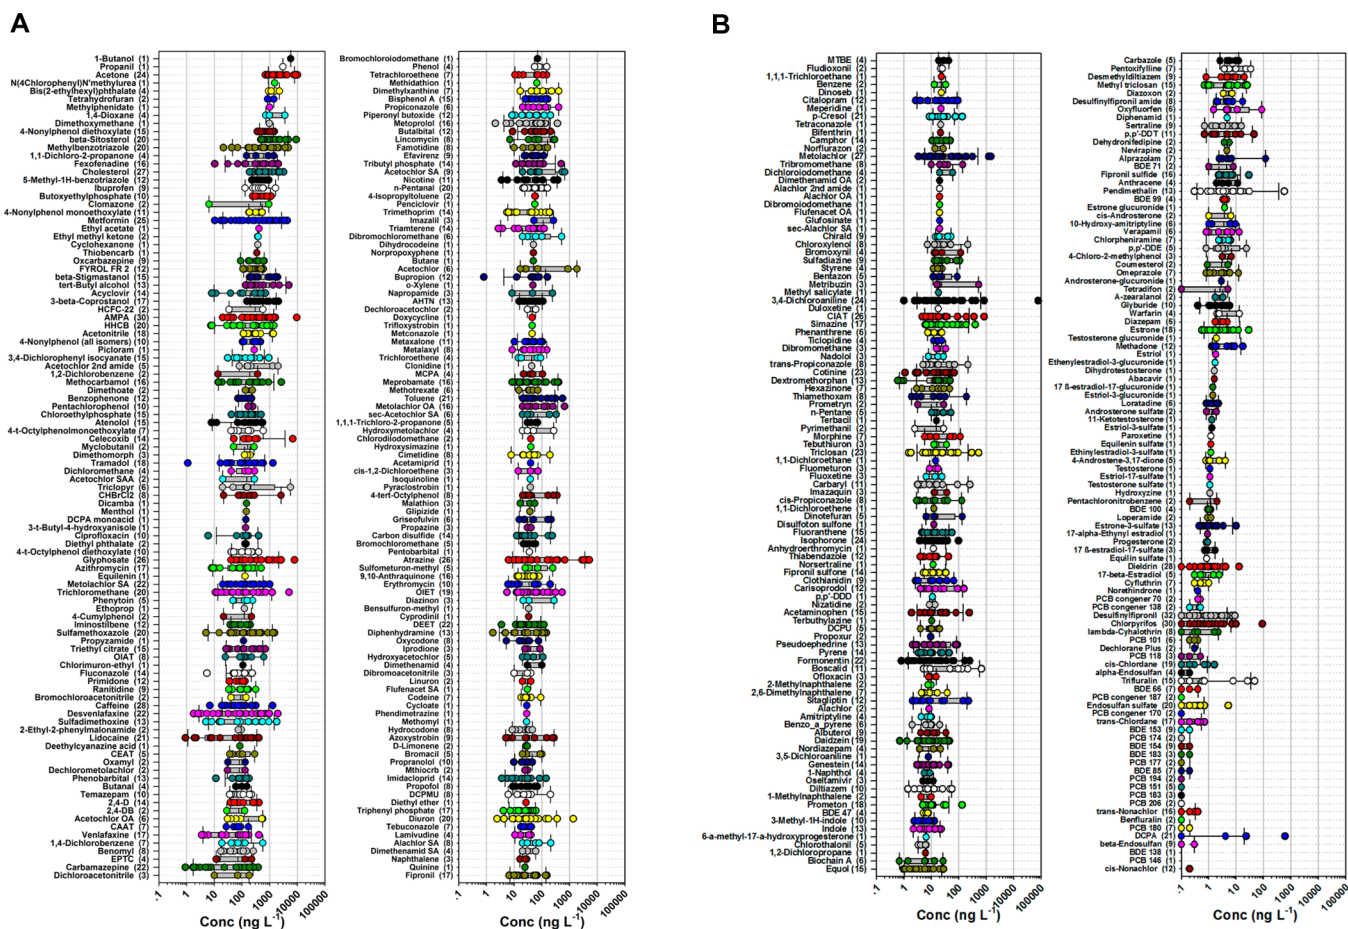 A
1-Butanol (1)
Propanil (1)
Acetone (24)
N(4Chlorophenyl)N'methylurea (1)
Bis(2-ethylhexyl)phthalate (4)
Tetrahydrofuran (2)
Methylphenidate (1)
1,4-Dioxane (4)
Dimethoxymethane (1)
4-Nonylphenol diethoxylate (15)
beta-Sitosterol (20)
Methylbenzotriazole (20)
1,1-Dichloro-2-propanone (4)
Fexofenadine (16)
Cholesterol (27)
5-Methyl-1H-benzotriazole (12)
Ibuprofen (9)
Butoxyethylphosphate (10)
Clomazone (2)
4-Nonylphenol monoethoxylate (11)
Metformin (25)
Ethyl acetate (1)
Ethyl methyl ketone (2)
Cyclohexanone (1)
Thiobencarb (1)
Oxcarbazepine (9)
FYROL FR 2 (12)
beta-Stigmastanol (15)
tert-Butyl alcohol (13)
Acyclovir (14)
3-beta-Coprostanol (17)
HCFC-22 (2)
AMPA (30)
HHCB (20)
Acetonitrile (18)
4-Nonylphenol (all isomers) (10)
Picloram (1)
3,4-Dichlorophenyl isocyanate (15)
Acetochlor 2nd amide (5)
1,2-Dichlorobenzene (2)
Methocarbamol (16)
Dimethoate (2)
Benzophenone (12)
Pentachlorophenol (10)
Chloroethylphosphate (15)
Atenolol (15)
4-t-Octylphenolmonoethoxylate (7)
Celecoxib (14)
Myclobutanil (2)
Dimethomorph (3)
Tramadol (18)
Dichloromethane (4)
Acetochlor SAA (2)
Triclopyr (6)
CHBrCl2 (8)
Dicamba (1)
Menthol (1)
DCPA monoacid (1)
3-t-Butyl-4-hydroxyanisole (1)
Ciprofloxacin (10)
Diethyl phthalate (2)
4-t-Octylphenol diethoxylate (10)
Glyphosate (26)
Azithromycin (17)
Equilenin (1)
Metolachlor SA (22)
Trichloromethane (20)
Phenytoin (5)
Ethoprop (1)
4-Cumylphenol (2)
Iminostilbene (12)
Sulfamethoxazole (20)
Propyzamide (1)
Triethyl citrate (15)
OIAT (8)
Chlorimuron-ethyl (1)
Fluconazole (14)
Primidone (12)
Ranitidine (9)
Bromochloroacetonitrile (2)
Caffeine (28)
Desvenlafaxine (22)
Sulfadimethoxine (13)
2-Ethyl-2-phenylmalonamide (2)
Lidocaine (21)
Deethylcyanazine acid (1)
CEAT (5)
Oxamyl (2)
Dechlorometolachlor (2)
Phenobarbital (13)
Butanal (4)
Temazepam (10)
2,4-D (14)
2,4-DB (2)
Acetochlor OA (6)
CAAT (7)
Venlafaxine (17)
1,4-Dichlorobenzene (7)
Benomyl (8)
EPTC (4)
Carbamazepine (22)
Dichloroacetonitrile (3)
.1 1 10 100 1000 10000 100000
Conc (ng L-1)
Bromochloroiodomethane (1)
Phenol (4)
Tetrachloroethene (7)
Methidathion (1)
Dimethylxanthine (7)
Bisphenol A (15)
Propiconazole (6)
Piperonyl butoxide (12)
Metoprolol (16)
Butalbital (12)
Lincomycin (8)
Famotidine (8)
Efavirenz (9)
Tributyl phosphate (14)
Acetochlor SA (9)
Nicotine (11)
n-Pentanal (20)
4-Isopropyltoluene (2)
Penciclovir (1)
Trimethoprim (14)
Imazalil (3)
Triamterene (14)
Dibromochloromethane (6)
Dihydrocodeine (1)
Norpropoxyphene (1)
Butane (1)
Acetochlor (6)
Bupropion (12)
o-Xylene (1)
Napropamide (3)
AHTN (13)
Dechloroacetochlor (2)
Doxycycline (1)
Trifloxystrobin (1)
Metconazole (1)
Metaxalone (11)
Metalaxyl (8)
Trichloroethene (4)
Clonidine (1)
MCPA (4)
Meprobamate (16)
Methotrexate (6)
Toluene (21)
Metolachlor OA (16)
sec-Acetochlor SA (6)
1,1,1-Trichloro-2-propanone (5)
Hydroxymetolachlor (4)
Chlorodiiodomethane (2)
Hydroxysimazine (1)
Cimetidine (8)
Acetamiprid (1)
cis-1,2-Dichloroethene (3)
Isoquinoline (1)
Pyraclostrobin (1)
4-tert-Octylphenol (8)
Malathion (3)
Glipizide (1)
Griseofulvin (6)
Propazine (3)
Carbon disulfide (14)
Bromochloromethane (5)
Pentobarbital (1)
Atrazine (26)
Sulfometuron-methyl (5)
9,10-Anthraquinone (16)
Erythromycin (10)
OIET (19)
Diazinon (3)
Bensulfuron-methyl (1)
Cyprodinil (1)
DEET (22)
Diphenhydramine (13)
Oxycodone (8)
Iprodione (3)
Hydroxyacetochlor (5)
Dimethenamid (4)
Dibromoacetonitrile (3)
Linuron (2)
Flufenacet SA (1)
Codeine (7)
Cycloate (1)
Phendimetrazine (1)
Methomyl (1)
Hydrocodone (8)
Azoxystrobin (9)
D-Limonene (2)
Bromacil (5)
Propranolol (10)
Mthiocrb (2)
Imidacloprid (14)
Propofol (8)
DCPMU (6)
Diethyl ether (1)
Triphenyl phosphate (17)
Diuron (20)
Tebuconazole (7)
Lamivudine (4)
Alachlor SA (8)
Dimethenamid SA (4)
Naphthalene (3)
Quinine (1)
Fipronil (17)
.1 1 10 100 1000 10000 100000
Conc (ng L-1)
B
MTBE (4)
Fludioxonil (2)
1,1,1-Trichloroethane (1)
Benzene (2)
Dinoseb (1)
Citalopram (12)
Meperidine (1)
p-Cresol (21)
Tetraconazole (1)
Bifenthrin (1)
Camphor (14)
Norflurazon (2)
Metolachlor (27)
Tribromomethane (3)
Dichloroiodomethane (4)
Dimethenamid OA (2)
Alachlor 2nd amide (1)
Alachlor OA (1)
Dibromoiodomethane (1)
Flufenacet OA (1)
Glufosinate (1)
sec-Alachlor SA (1)
Chirald (9)
Chloroxylenol (8)
Bromoxynil (4)
Sulfadiazine (9)
Styrene (4)
Bentazon (5)
Metribuzin (3)
Methyl salicylate (1)
3,4-Dichloroaniline (24)
Duloxetine (1)
CIAT (26)
Simazine (17)
Phenanthrene (6)
Ticlopidine (4)
Dibromomethane (3)
Nadolol (3)
trans-Propiconazole (8)
Cotinine (23)
Dextromethorphan (13)
Hexazinone (7)
Thiamethoxam (8)
Prometryn (2)
n-Pentane (5)
Terbacil (1)
Pyrimethanil (2)
Morphine (7)
Tebuthiuron (2)
Triclosan (23)
1,1-Dichloroethane (1)
Fluometuron (3)
Fluoxetine (3)
Carbaryl (11)
Imazaquin (3)
cis-Propiconazole (8)
1,1-Dichloroethene (1)
Dinotefuran (5)
Disulfoton sulfone (1)
Fluoranthene (15)
Isophorone (24)
Anhydroerythromycin (1)
Thiabendazole (12)
Norsertraline (1)
Fipronil sulfone (14)
Clothianidin (9)
Carisoprodol (12)
p,p'-DDD (1)
Nizatidine (2)
Acetaminophen (15)
Terbuthylazine (1)
DCPU (5)
Propoxur (2)
Pseudoephedrine (13)
Pyrene (14)
Formonentin (22)
Boscalid (11)
Ofloxacin (3)
2-Methylnaphthalene (2)
2,6-Dimethylnaphthalene (7)
Sitagliptin (12)
Alachlor (2)
Amitriptyline (4)
Benzo_a_pyrene (6)
Albuterol (9)
Daidzein (19)
Nordiazepam (4)
3,5-Dichloroaniline (1)
Genestein (14)
1-Naphthol (4)
Oseltamivir (3)
Diltiazem (10)
1-Methylnaphthalene (2)
Prometon (18)
BDE 47 (4)
3-Methyl-1H-indole (10)
Indole (13)
6-a-methyl-17-a-hydroxyprogesterone (1)
Chlorothalonil (5)
1,2-Dichloropropane (1)
Biochain A (6)
Equol (15)
.1 1 10 100 1000 10000 100000
Conc (ng L-1)
Carbazole (5)
Pentoxifylline (7)
Desmethyldiltiazem (9)
Methyl triclosan (15)
Diazoxon (2)
Desulfinylfipronil amide (8)
Oxyfluorfen (6)
Diphenamid (1)
Sertraline (9)
p,p'-DDT (11)
Dehydronifedipine (2)
Nevirapine (2)
Alprazolam (7)
BDE 71 (2)
Fipronil sulfide (16)
Anthracene (4)
Pendimethalin (13)
BDE 99 (4)
Estrone glucuronide (1)
cis-Androsterone (2)
10-Hydroxy-amitriptyline (6)
Verapamil (6)
Chlorpheniramine (7)
p,p'-DDE (5)
4-Chloro-2-methylphenol (3)
Coumesterol (2)
Omeprazole (7)
Androsterone-glucuronide (1)
Tetradifon (2)
A-zearalanol (2)
Glyburide (10)
Warfarin (4)
Diazepam (6)
Estrone (18)
Testosterone glucuronide (1)
Methadone (12)
Estriol (1)
Ethenylestradiol-3-glucuronide (1)
Dihydrotestosterone (1)
Abacavir (1)
17 ß-estradiol-17-glucuronide (1)
Estriol-3-glucuronide (1)
Loratadine (6)
Androsterone sulfate (2)
11-Ketotestosterone (1)
Estriol-3-sulfate (1)
Paroxetine (1)
Equilenin sulfate (1)
Ethinylestradiol-3-sulfate (1)
4-Androstene-3,17-dione (5)
Testosterone (1)
Estriol-17-sulfate (1)
Testosterone sulfate (1)
Hydroxyzine (1)
Pentachloronitrobenzene (2)
BDE 100 (4)
Loperamide (2)
Estrone-3-sulfate (13)
17-alpha-Ethynyl estradiol (1)
Progesterone (2)
17 ß-estradiol-17-sulfate (3)
Equilin sulfate (1)
Dieldrin (28)
17-beta-Estradiol (5)
Cyfluthrin (7)
Norethindrone (1)
PCB congener 70 (2)
PCB congener 138 (2)
Desulfinylfipronil (32)
Chlorpyrifos (30)
lambda-Cyhalothrin (8)
PCB 101 (6)
Dechlorane Plus (2)
PCB 118 (3)
cis-Chlordane (19)
alpha-Endosulfan (4)
Trifluralin (15)
BDE 66 (7)
PCB congener 187 (2)
Endosulfan sulfate (20)
PCB congener 170 (2)
trans-Chlordane (17)
BDE 153 (9)
PCB 174 (2)
BDE 154 (9)
BDE 183 (3)
PCB 177 (2)
BDE 85 (7)
PCB 194 (2)
PCB 151 (5)
PCB 183 (3)
PCB 206 (2)
trans-Nonachlor (16)
Benfluralin (2)
PCB 180 (7)
DCPA (21)
beta-Endosulfan (9)
BDE 138 (1)
PCB 146 (1)
cis-Nonachlor (12)
.1 1 10 100 1000 10000 100000
Conc (ng L-1)